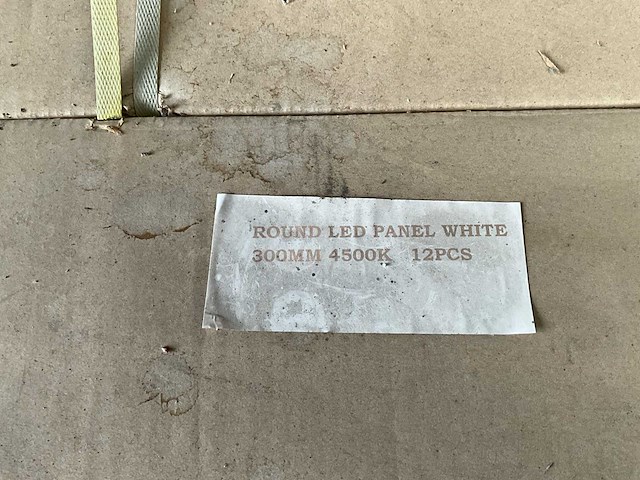 ROUND LED PANEL WHITE
300MM 4500K 12PCS